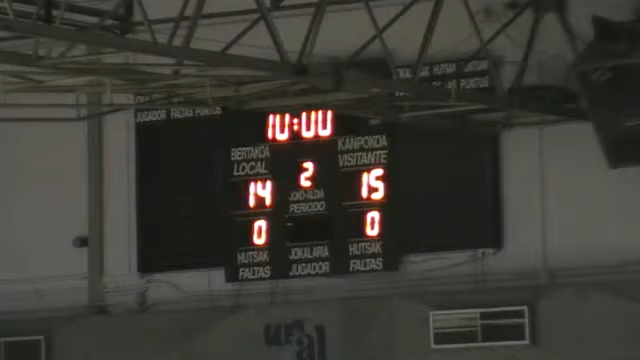 JUGADOR FALTAS PUNTOS
10:00
BERTAKOA KANPOKOA
LOCAL 2 VISITANTE
14 JOKO-ALDIA 15
PERIODO
0 0
HUTSAK JOKALARIA HUTSAK
FALTAS JUGADOR FALTAS